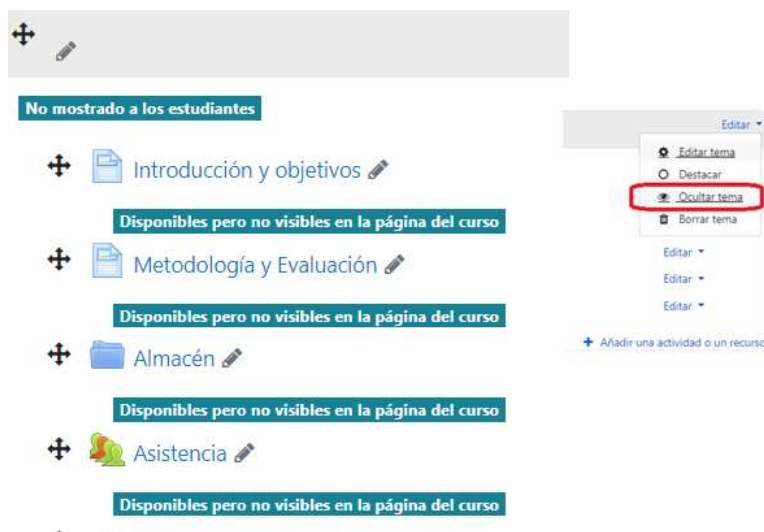 No mostrado a los estudiantes
Introducción y objetivos
Disponibles pero no visibles en la página del curso
Metodología y Evaluación
Disponibles pero no visibles en la página del curso
Almacén
Disponibles pero no visibles en la página del curso
Asistencia
Disponibles pero no visibles en la página del curso
Editar
Editar tema
Destacar
Ocultar tema
Borrar tema
Editar
Editar
Editar
Añadir una actividad o un recurso